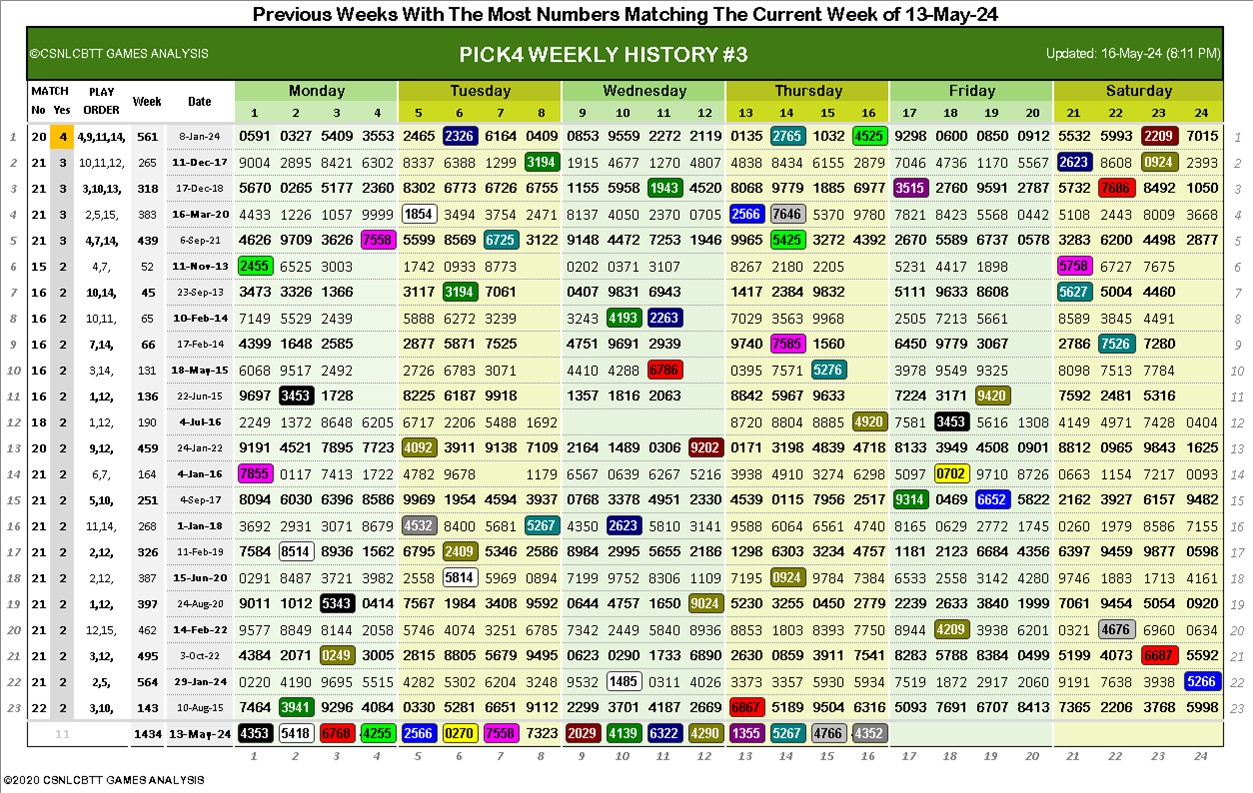 Previous Weeks With The Most Numbers Matching The Current Week of 13-May-24
©CSNLCBTT GAMES ANALYSIS PICK4 WEEKLY HISTORY #3 Updated: 16-May-24 (8:11 PM)
MATCH PLAY Week Date Monday Tuesday Wednesday Thursday Friday Saturday
No Yes ORDER 1 2 3 4 5 6 7 8 9 10 11 12 13 14 15 16 17 18 19 20 21 22 23 24
1 20 4 4,9,11,14, 561 8-Jan-24 0591 0327 5409 3553 2465 2326 6164 0409 0853 9559 2272 2119 0135 2765 1032 4525 9298 0600 0850 0912 5532 5993 2209 7015 1
2 21 3 10,11,12, 265 11-Dec-17 9004 2895 8421 6302 8337 6388 1299 3194 1915 4677 1270 4807 4838 8434 6155 2879 7046 4736 1170 5567 2623 8608 0924 2393 2
3 21 3 3,10,13, 318 17-Dec-18 5670 0265 5177 2360 8302 6773 6726 6755 1155 5958 1943 4520 8068 9779 1885 6977 3515 2760 9591 2787 5732 7686 8492 1050 3
4 21 3 2,5,15, 383 16-Mar-20 4433 1226 1057 9999 1854 3494 3754 2471 8137 4050 2370 0705 2566 7646 5370 9780 7821 8423 5568 0442 5108 2443 8009 3668 4
5 21 3 4,7,14, 439 6-Sep-21 4626 9709 3626 7558 5599 8569 6725 3122 9148 4472 7253 1946 9965 5425 3272 4392 2670 5589 6737 0578 3283 6200 4498 2877 5
6 15 2 4,7, 52 11-Nov-13 2455 6525 3003 1742 0933 8773 0202 0371 3107 8267 2180 2205 5231 4417 1898 5758 6727 7675 6
7 16 2 10,14, 45 23-Sep-13 3473 3326 1366 3117 3194 7061 0407 9831 6943 1417 2384 9832 5111 9633 8608 5627 5004 4460 7
8 16 2 10,11, 65 10-Feb-14 7149 5529 2439 5888 6272 3239 3243 4193 2263 7029 3563 9968 2505 7213 5661 8589 3845 4491 8
9 16 2 7,14, 66 17-Feb-14 4399 1648 2585 2877 5871 7525 4751 9691 2939 9740 7585 1560 6450 9779 3067 2786 7526 7280 9
10 16 2 3,14, 131 18-May-15 6068 9517 2492 2726 6783 3071 4410 4288 6786 0395 7571 5276 3978 9549 9325 8098 7513 7784 10
11 16 2 1,12, 136 22-Jun-15 9697 3453 1728 8225 6187 9918 1357 1816 2063 8842 5967 9633 7224 3171 9420 7592 2481 5316 11
12 18 2 1,12, 190 4-Jul-16 2249 1372 8648 6205 6717 2206 5488 1692 8720 8804 8885 4920 7581 3453 5616 1308 4149 4971 7428 0404 12
13 20 2 9,12, 459 24-Jan-22 9191 4521 7895 7723 4092 3911 9138 7109 2164 1489 0306 9202 0171 3198 4839 4718 8133 3949 4508 0901 8812 0965 9843 1625 13
14 21 2 6,7, 164 4-Jan-16 7855 0117 7413 1722 4782 9678 1179 6567 0639 6265 5216 3938 4910 3274 6298 5097 0702 9710 8726 0663 1154 7217 0093 14
15 21 2 5,10, 251 4-Sep-17 8094 6030 6396 8586 9969 1954 4594 3937 0768 3378 4951 2330 4539 0115 7956 2517 9314 0469 6652 5822 2162 3927 6157 9482 15
16 21 2 11,14, 268 1-Jan-18 3692 2931 3071 8679 4532 8400 5681 5267 4350 2623 5810 3141 9588 6064 6561 4740 8165 0629 2772 1745 0260 1979 8586 7155 16
17 21 2 2,12, 326 11-Feb-19 7584 8514 8936 1562 6795 2409 5346 2586 8984 2995 5655 2186 1298 6303 3234 4757 1181 2123 6684 4356 6397 9459 9877 0598 17
18 21 2 2,12, 387 15-Jun-20 0291 8487 3721 3982 2558 5814 5969 0894 7199 9752 8306 1109 7195 0924 9784 7384 6533 2558 3142 4280 9746 1883 1713 4161 18
19 21 2 1,12, 397 24-Aug-20 9011 1012 5343 0414 7567 1984 3408 9592 0644 4757 1650 9024 5230 3255 0450 2779 2239 2633 3840 1999 7061 9454 5054 0920 19
20 21 2 12,15, 462 14-Feb-22 9577 8849 8144 2058 5746 4074 3251 6785 7342 2449 5840 8936 8853 1803 8393 7750 8944 4209 3938 6201 0321 4676 6960 0634 20
21 21 2 3,12, 495 3-Oct-22 4384 2071 0249 3005 2815 8805 5679 9495 0623 0290 1733 6890 2630 0859 3911 7541 8283 5788 8384 0499 5199 4073 6687 5592 21
22 21 2 2,5, 564 29-Jan-24 0220 4190 9695 5515 4282 5302 6204 3248 9532 1485 0311 4026 3373 3357 5930 5934 7519 1872 2917 2060 9191 7638 3938 5266 22
23 22 2 3,10, 143 10-Aug-15 7464 3941 9296 4084 0330 5281 6651 9112 2299 3701 4187 2669 6867 5189 9504 6316 5093 7691 6707 8413 7365 2206 3768 5998 23
11 1434 13-May-24 4353 5418 6768 4255 2566 0270 7558 7323 2029 4139 6322 4290 1355 5267 4766 4352
1 2 3 4 5 6 7 8 9 10 11 12 13 14 15 16 17 18 19 20 21 22 23 24
©2020 CSNLCBTT GAMES ANALYSIS